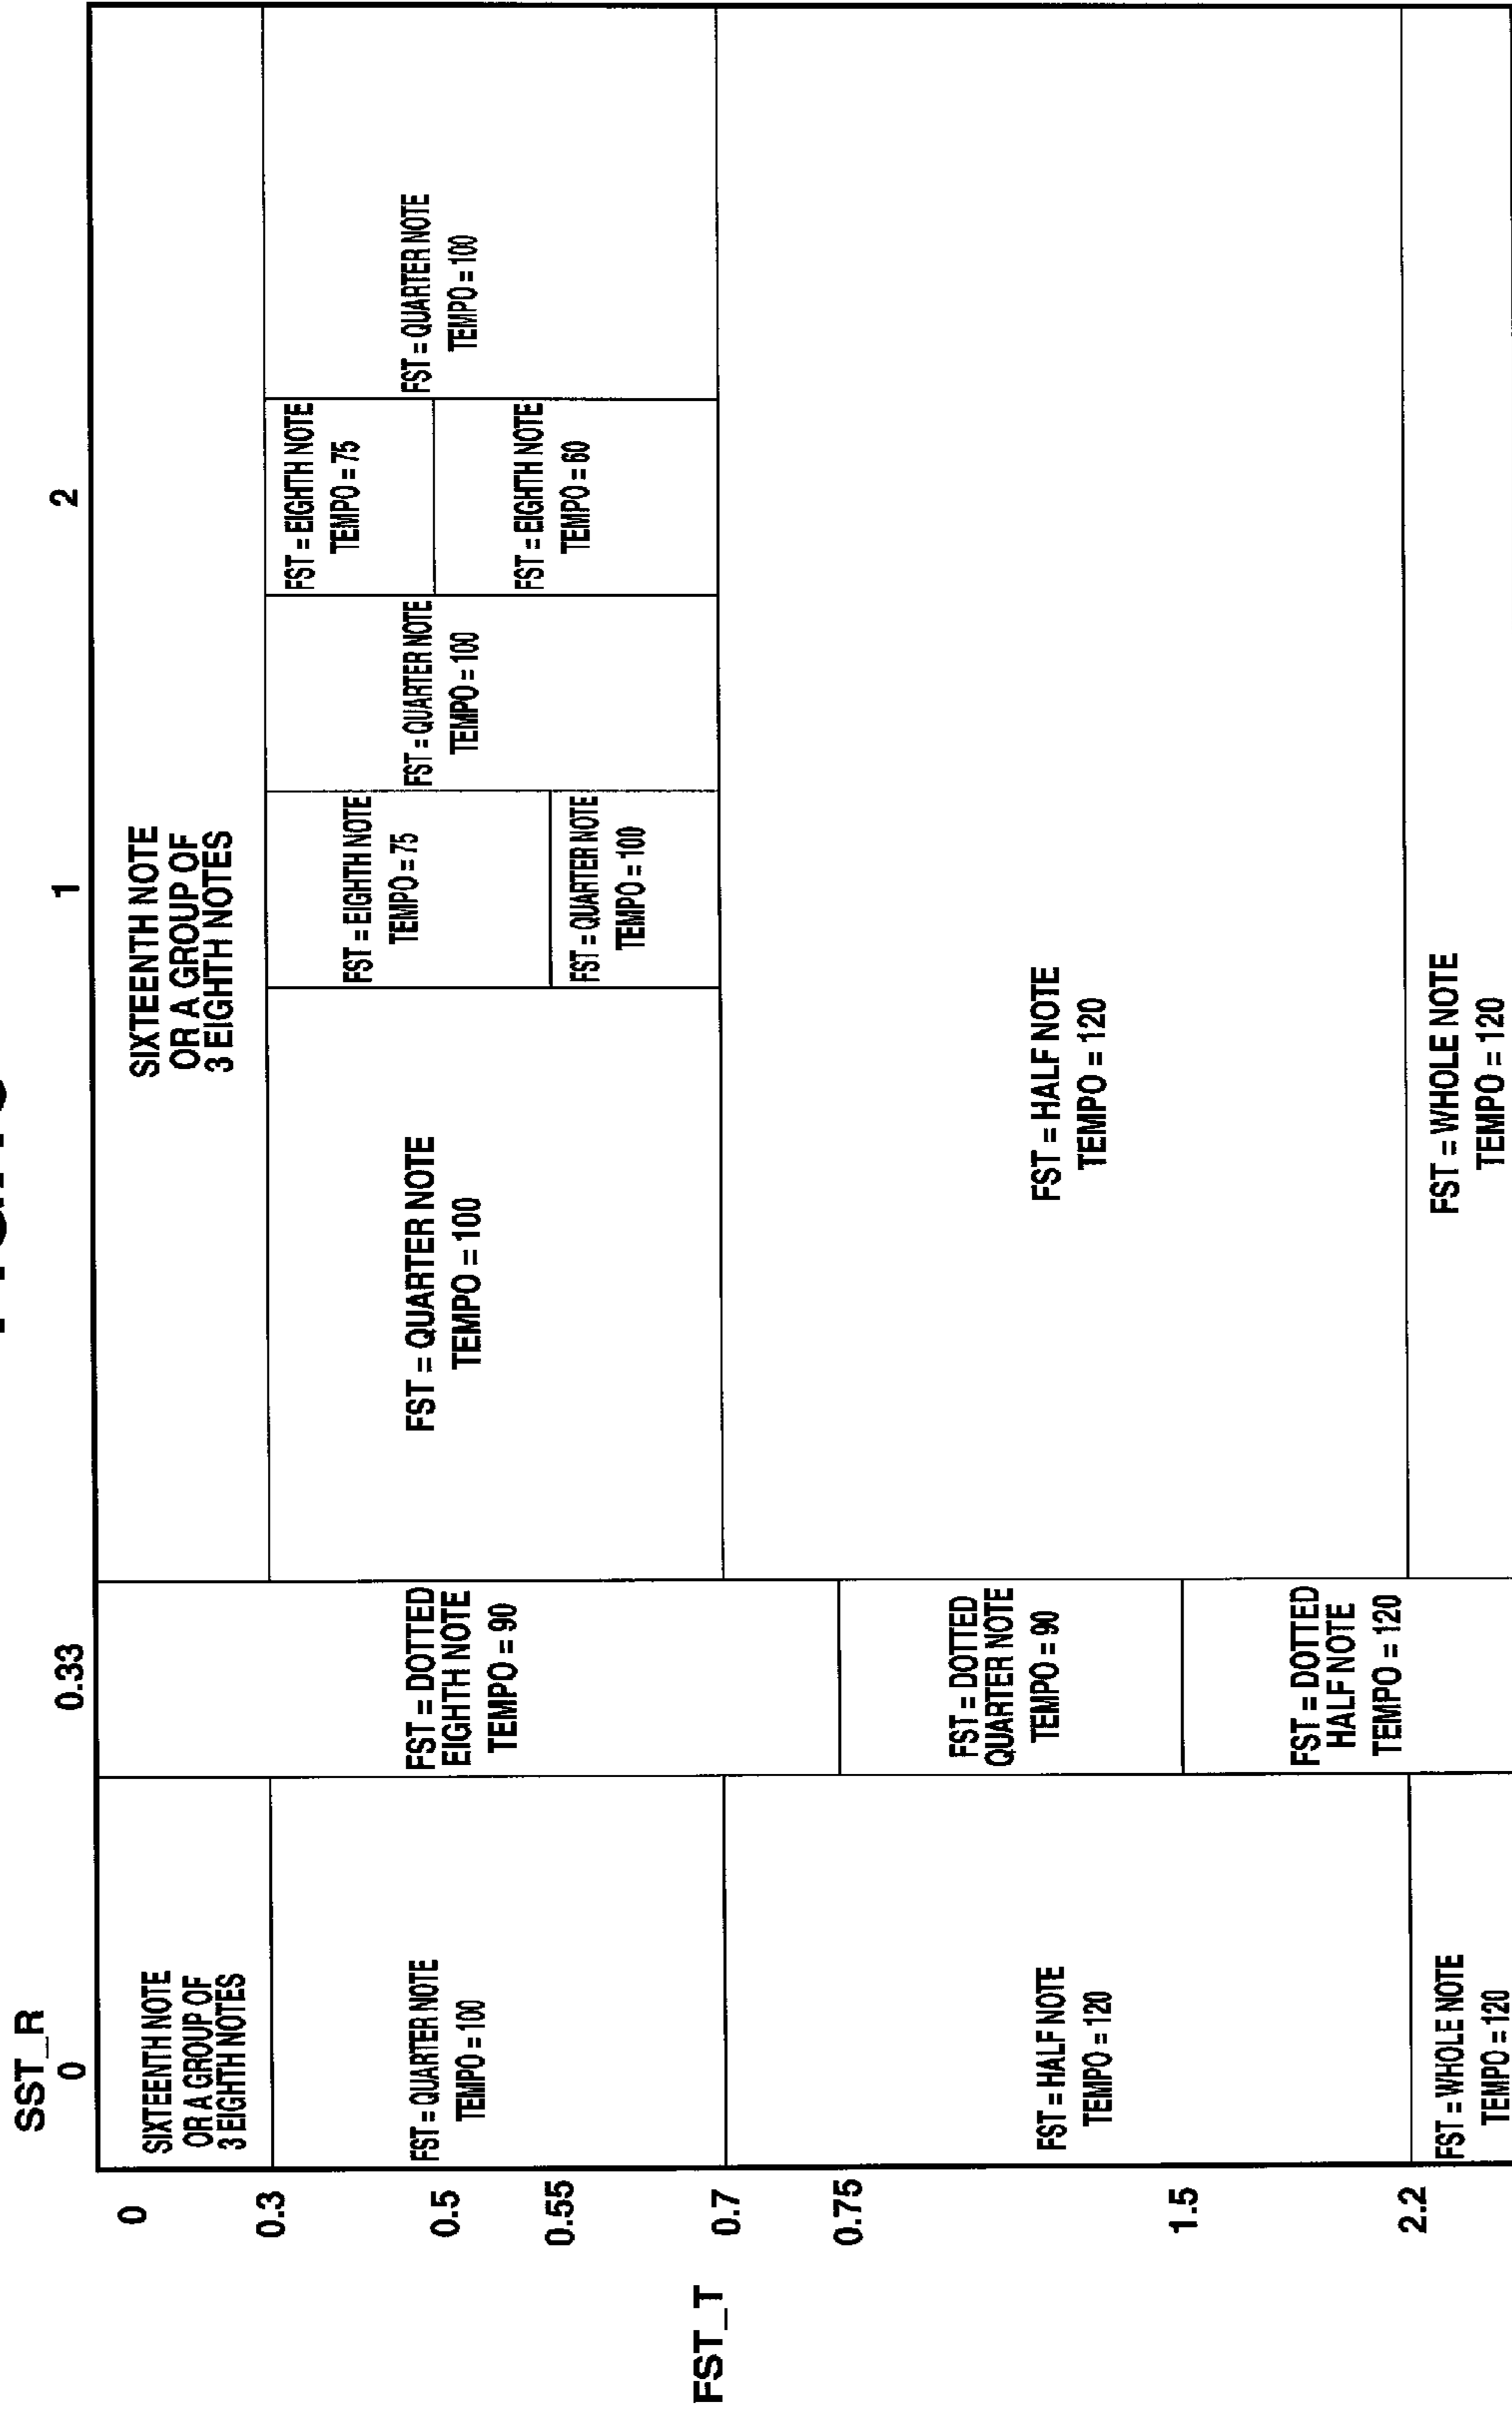 SST_R
0 0.33 1 2
0
SIXTEENTH NOTE
OR A GROUP OF
3 EIGHTH NOTES
SIXTEENTH NOTE
OR A GROUP OF
3 EIGHTH NOTES
0.3
FST = QUARTER NOTE
TEMPO = 100
FST = DOTTED
EIGHTH NOTE
TEMPO = 90
FST = QUARTER NOTE
TEMPO = 100
FST = EIGHTH NOTE
TEMPO = 75
FST = QUARTER NOTE
TEMPO = 100
FST = QUARTER NOTE
TEMPO = 100
FST = EIGHTH NOTE
TEMPO = 75
FST = EIGHTH NOTE
TEMPO = 60
FST = QUARTER NOTE
TEMPO = 100
0.5
0.55
FST_T
0.7
0.75
FST = HALF NOTE
TEMPO = 120
FST = DOTTED
QUARTER NOTE
TEMPO = 90
FST = HALF NOTE
TEMPO = 120
1.5
FST = DOTTED
HALF NOTE
TEMPO = 120
2.2
FST = WHOLE NOTE
TEMPO = 120
FST = WHOLE NOTE
TEMPO = 120